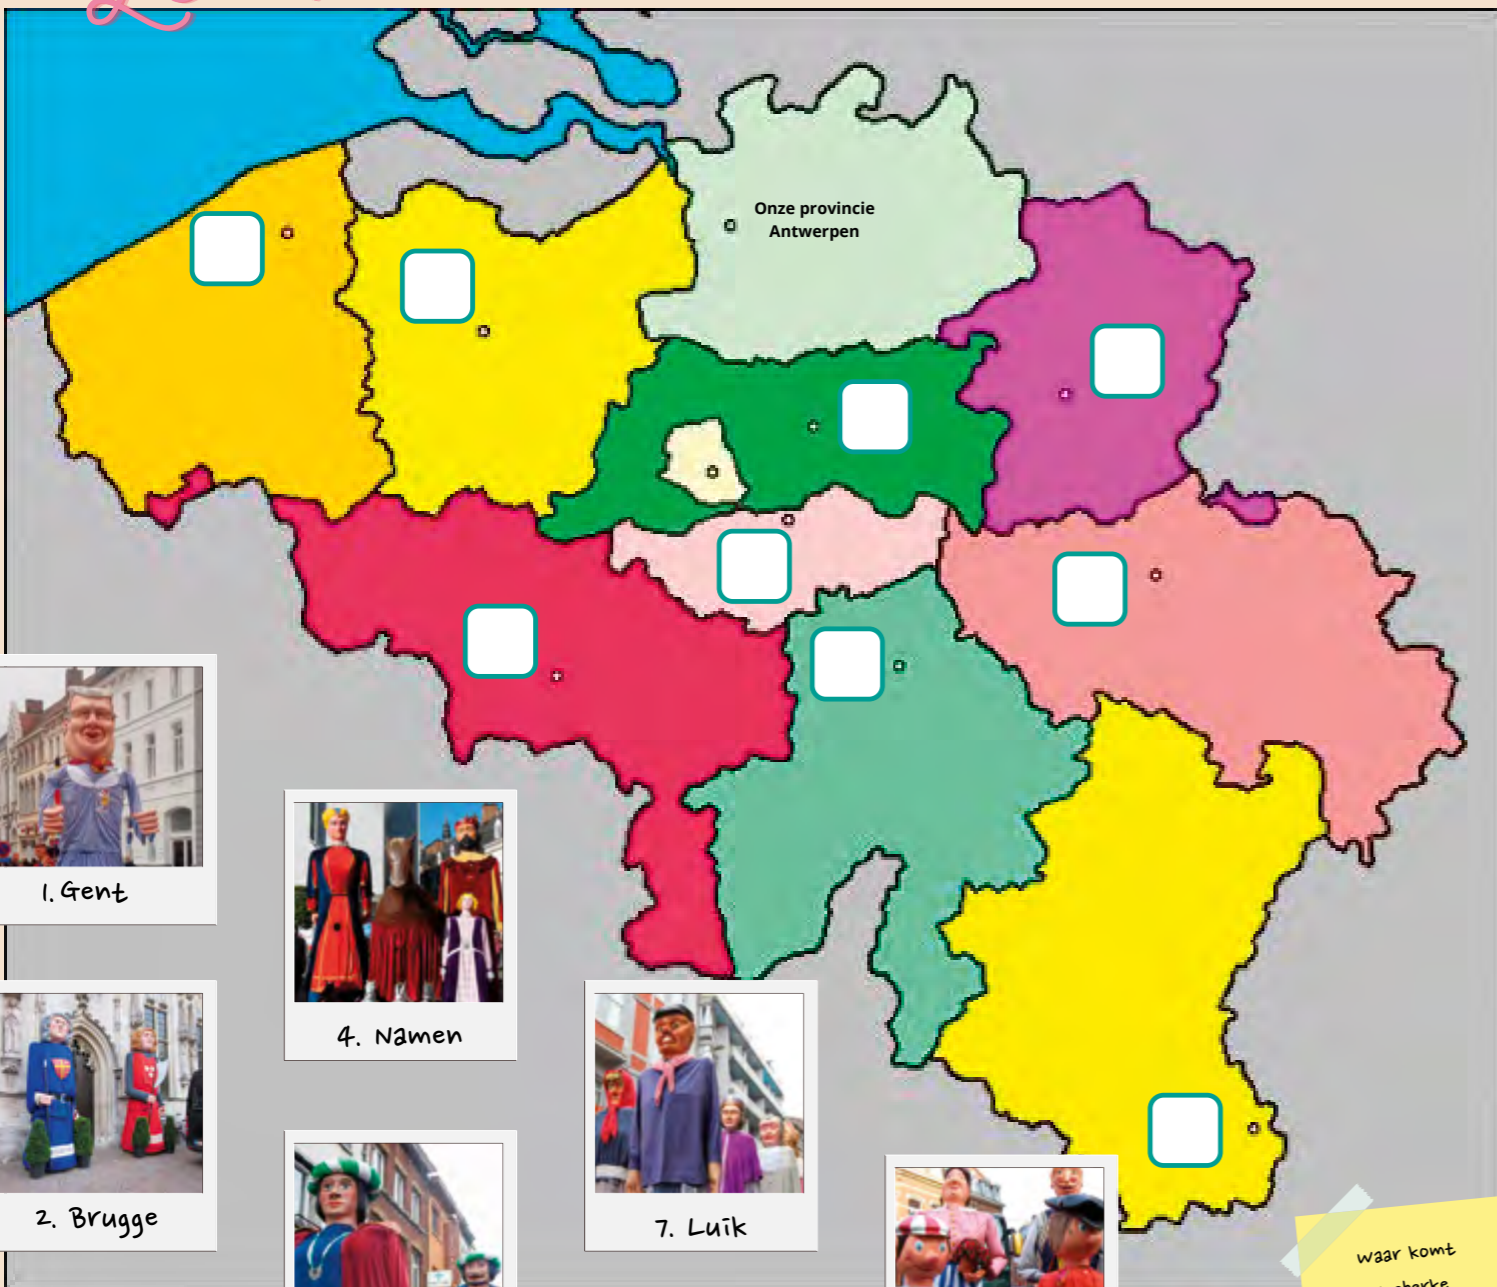 Onze provincie
Antwerpen
1. Gent
4. Namen
2. Brugge
7. Luik
waar komt